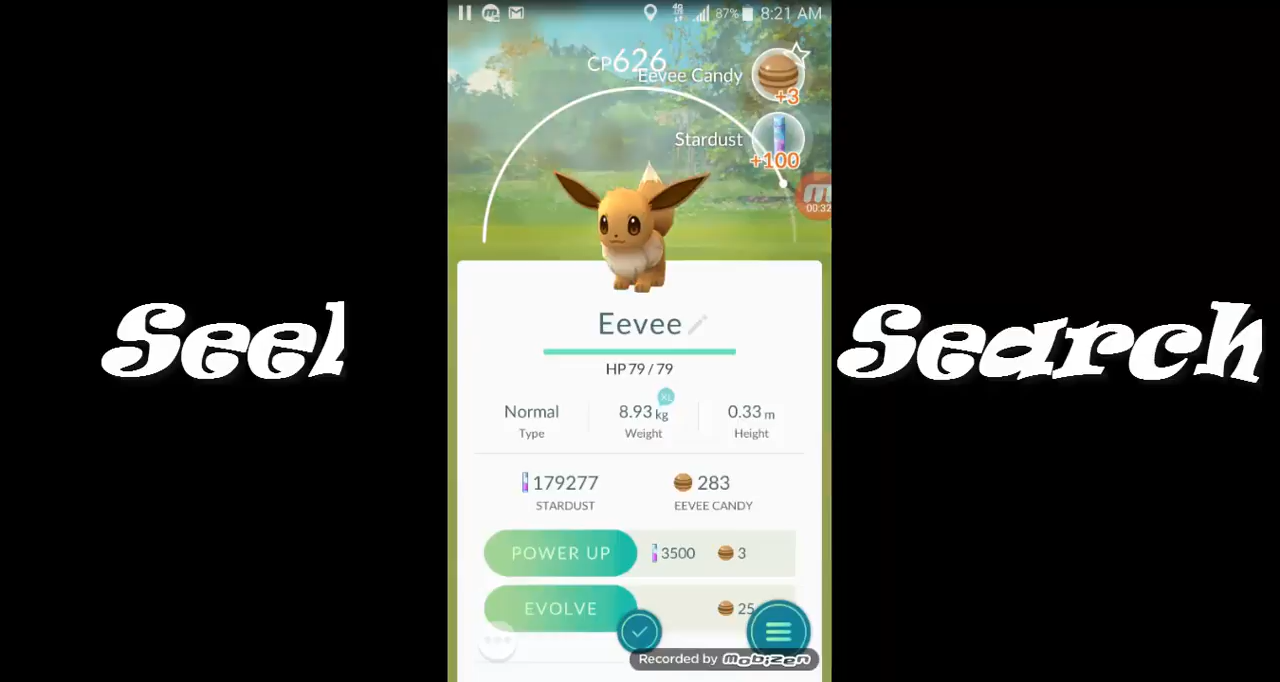 4G 87% 8:21 AM
CP626
Eevee Candy
+3
Stardust
+100
00:32
Eevee
HP 79 / 79
XL
Normal 8.93 kg 0.33 m
Type Weight Height
179277 283
STARDUST EEVEE CANDY
POWER UP 3500 3
EVOLVE 25
Recorded by mobizen
Search